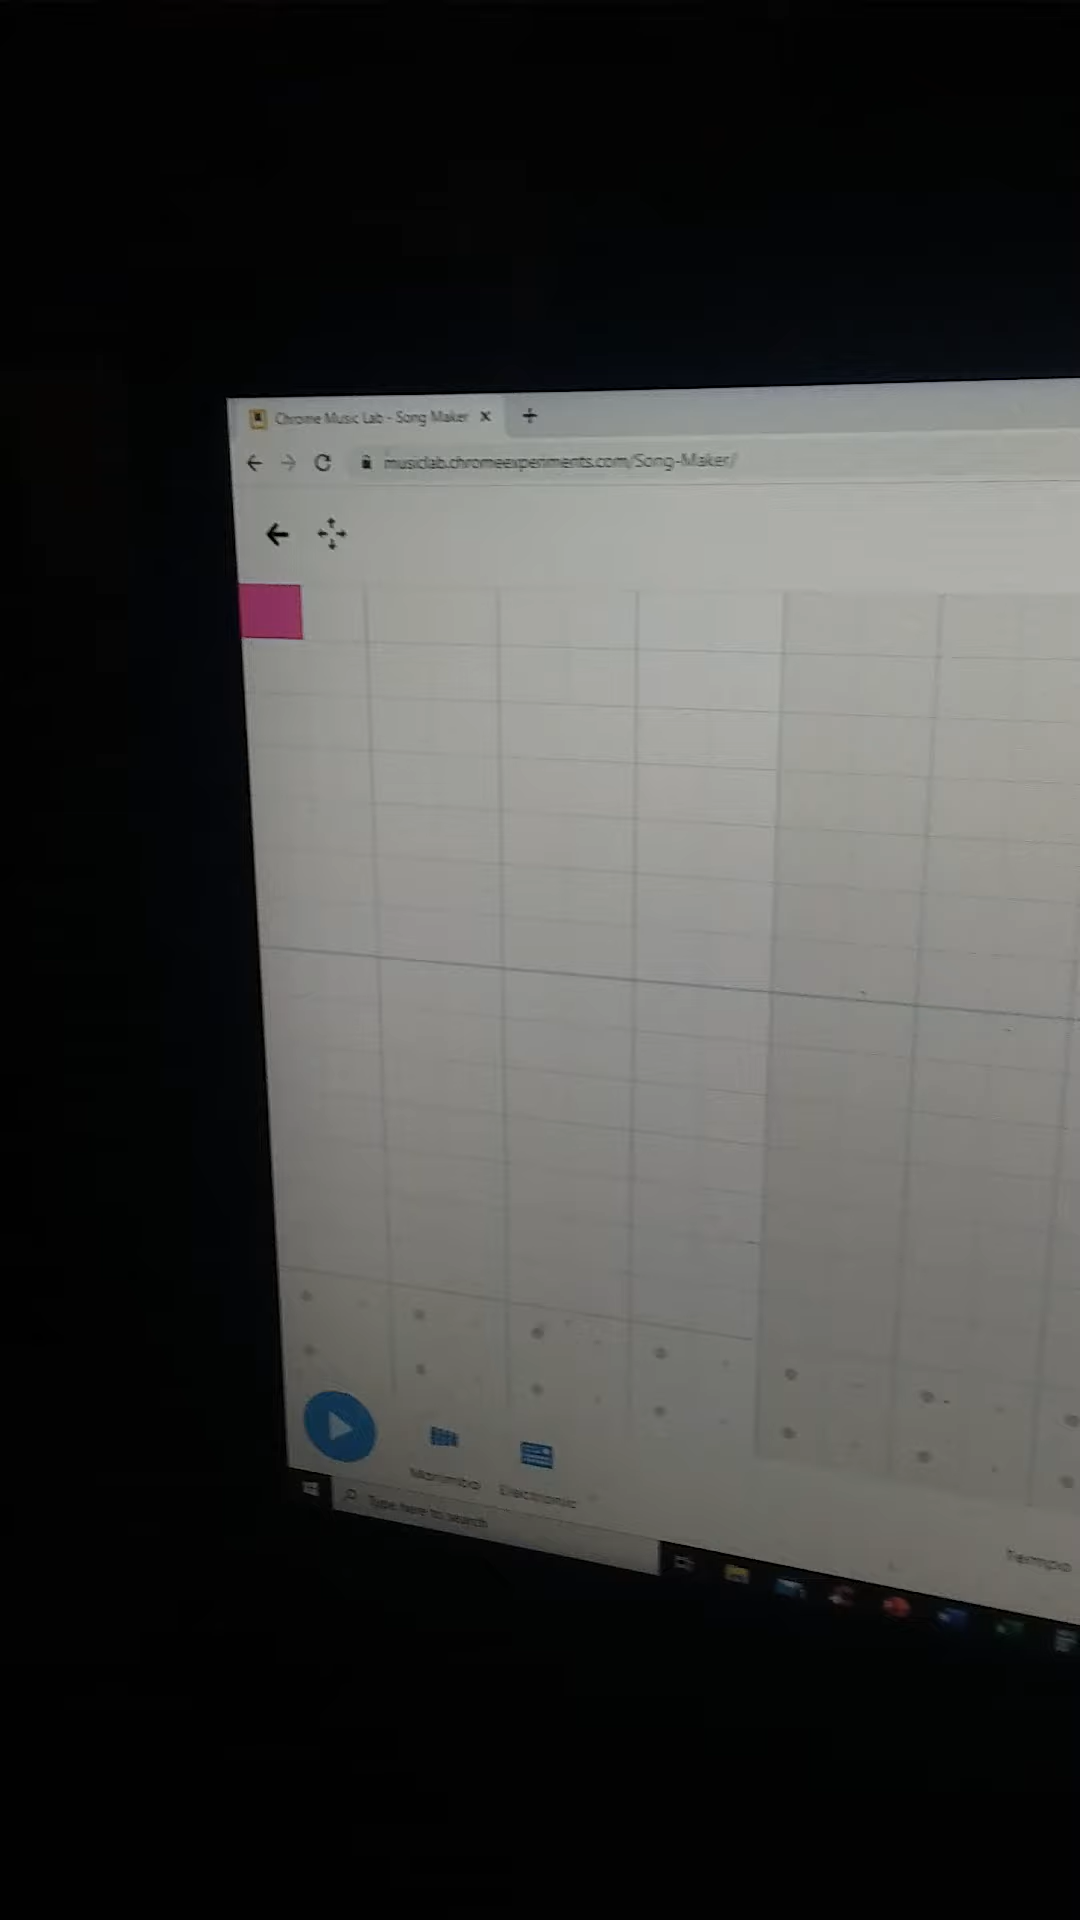 Chrome Music Lab - Song Maker
musiclab.chromeexperiments.com/Song-Maker/
Marimba Electronic
Tempo
Type here to search